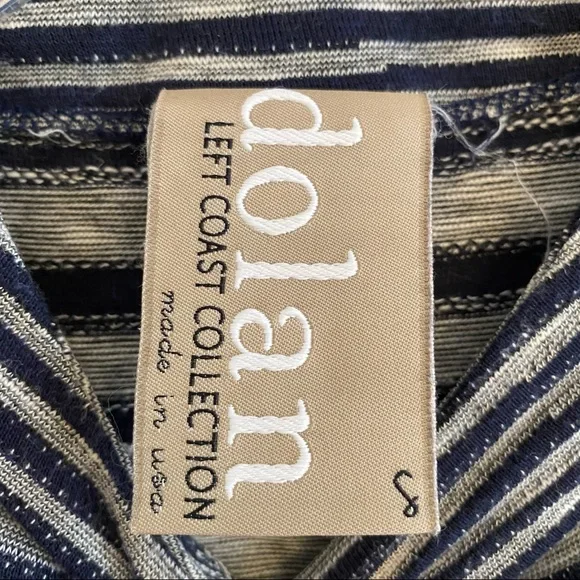 dolan
LEFT COAST COLLECTION
made in usa
s